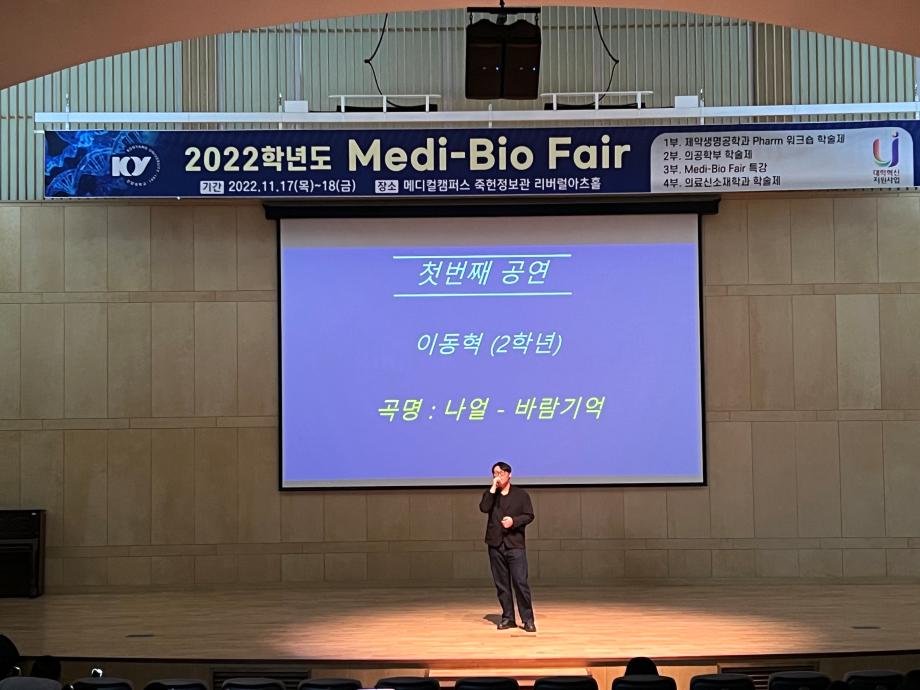 KY
KONYANG UNIVERSITY
2022학년도 Medi-Bio Fair
기간 2022.11.17(목)~18(금) 장소 메디컬캠퍼스 죽헌정보관 리버럴아츠홀
1부. 제약생명공학과 Pharm 워크숍 학술제
2부. 의공학부 학술제
3부. Medi-Bio Fair 특강
4부. 의료신소재학과 학술제
대학혁신
지원사업
첫번째 공연
이동혁 (2학년)
곡명 : 나얼 - 바람기억